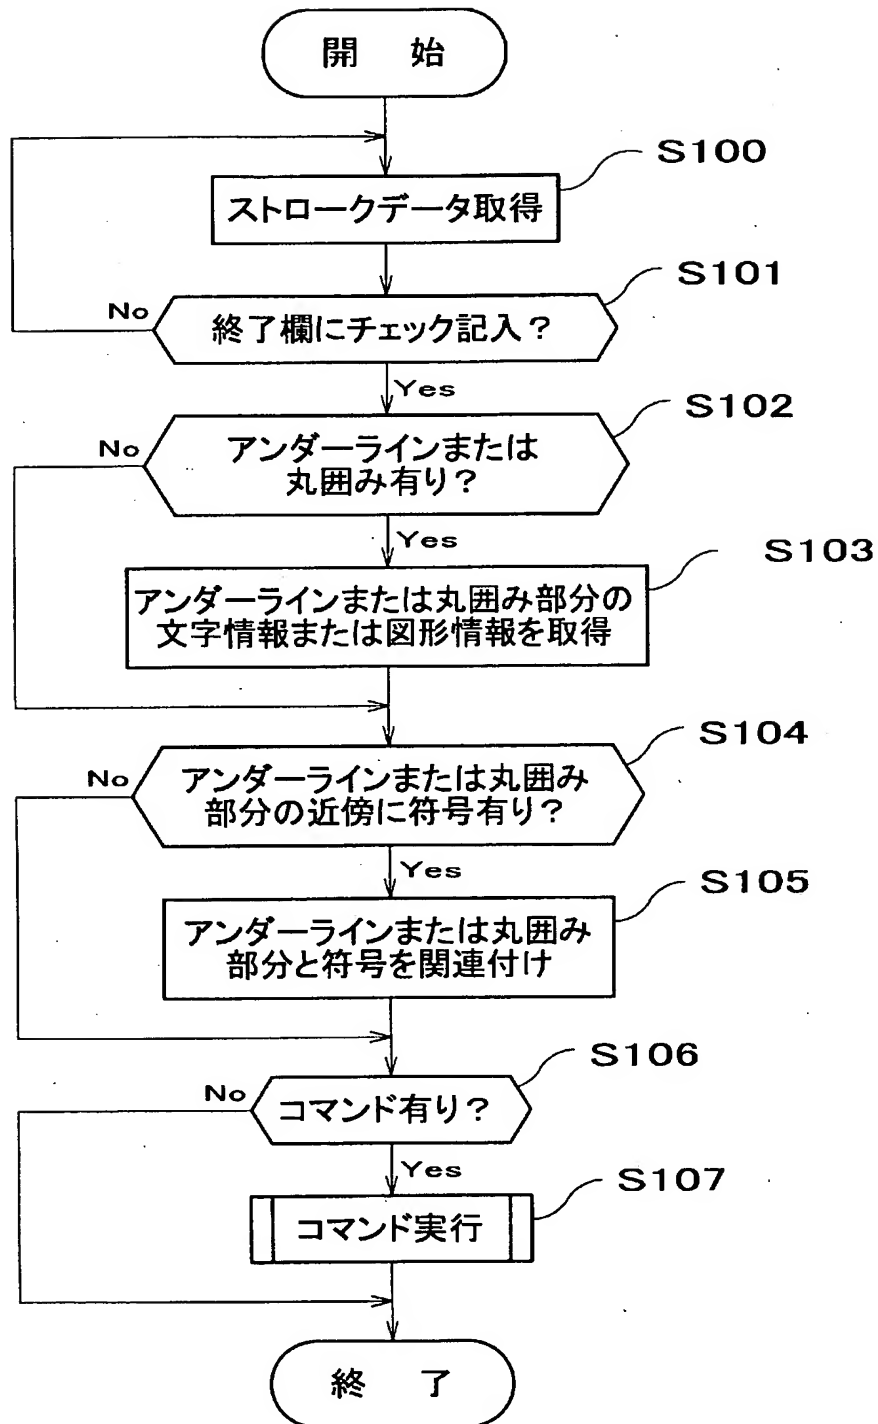 開 始
S100
ストロークデータ取得
S101
No
終了欄にチェック記入?
Yes
S102
No
アンダーラインまたは
丸囲み有り?
Yes
S103
アンダーラインまたは丸囲み部分の
文字情報または図形情報を取得
S104
No
アンダーラインまたは丸囲み
部分の近傍に符号有り?
Yes
S105
アンダーラインまたは丸囲み
部分と符号を関連付け
S106
No
コマンド有り?
Yes
S107
コマンド実行
終 了